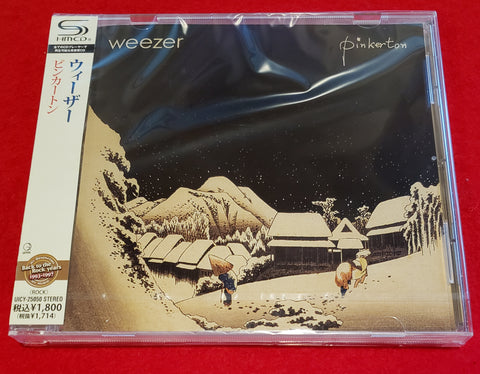 SHM-CD
weezer
pinkerton
ウィーザー
ピンカートン
Back to the
Rock years
1993-1997
(ROCK)
UICY-25050 STEREO
税込¥1,800
(税抜¥1,714)